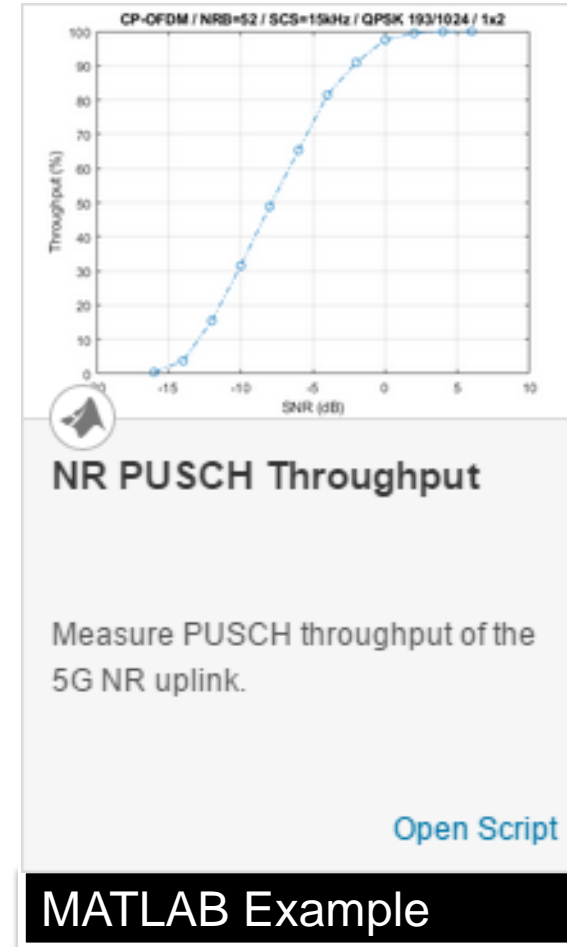 CP-OFDM / NRB=52 / SCS=15kHz / QPSK 193/1024 / 1x2
100
90
80
70
60
50
40
30
20
10
0
Throughput (%)
-15
-10
-5
0
5
10
SNR (dB)
NR PUSCH Throughput
Measure PUSCH throughput of the
5G NR uplink.
Open Script
MATLAB Example